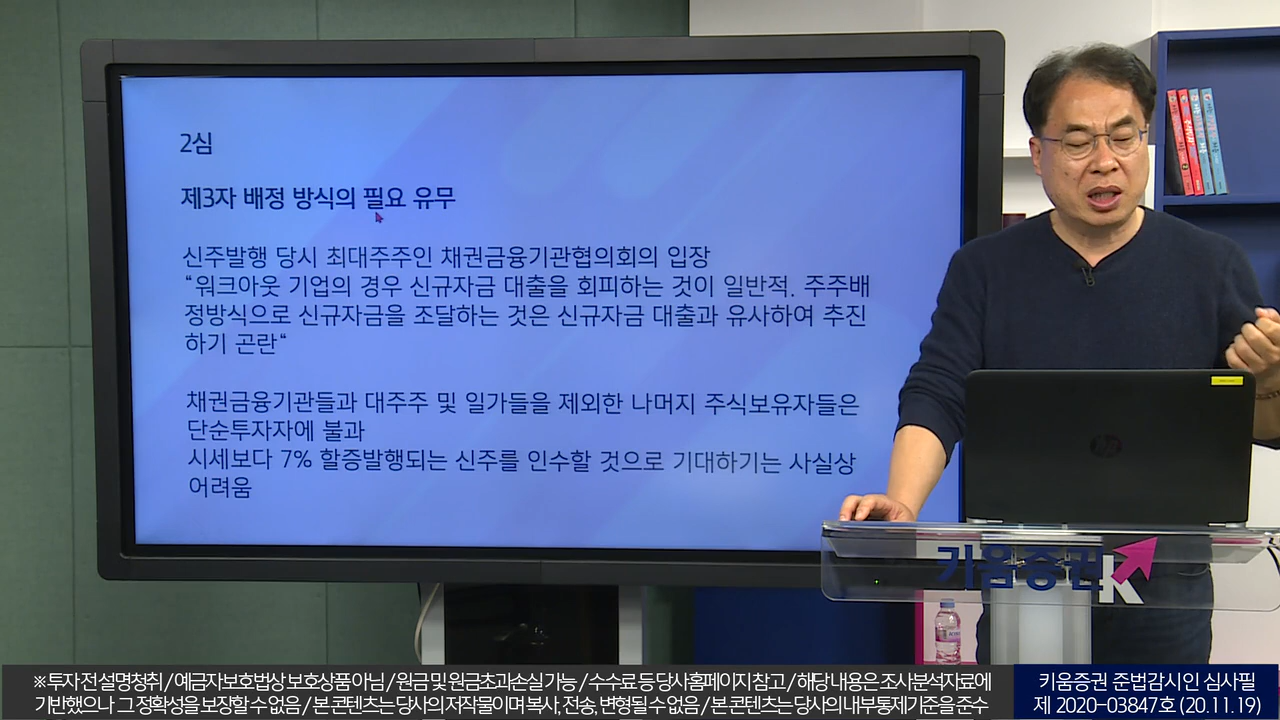 2심
제3자 배정 방식의 필요 유무
신주발행 당시 최대주주인 채권금융기관협의회의 입장
“워크아웃 기업의 경우 신규자금 대출을 회피하는 것이 일반적. 주주배
정방식으로 신규자금을 조달하는 것은 신규자금 대출과 유사하여 추진
하기 곤란“
채권금융기관들과 대주주 및 일가들을 제외한 나머지 주식보유자들은
단순투자자에 불과
시세보다 7% 할증발행되는 신주를 인수할 것으로 기대하기는 사실상
어려움
hp
키움증권 K
※ 투자 전 설명청취 / 예금자보호법상 보호상품 아님 / 원금 및 원금초과손실 가능 / 수수료 등 당사홈페이지 참고 / 해당 내용은 조사분석자료에
기반했으나 그 정확성을 보장할 수 없음 / 본 콘텐츠는 당사의 저작물이며 복사, 전송, 변형될 수 없음 / 본 콘텐츠는 당사의 내부통제기준을 준수
키움증권 준법감시인 심사필
제 2020-03847호 (20.11.19)